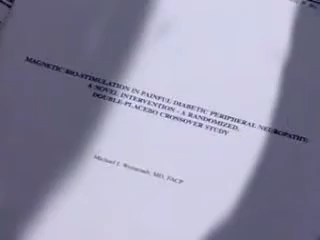 MAGNETIC BIO-STIMULATION IN PAINFUL DIABETIC PERIPHERAL NEUROPATHY:
A NOVEL INTERVENTION - A RANDOMIZED,
DOUBLE-PLACEBO CROSSOVER STUDY
Michael I. Weintraub, MD, FACP